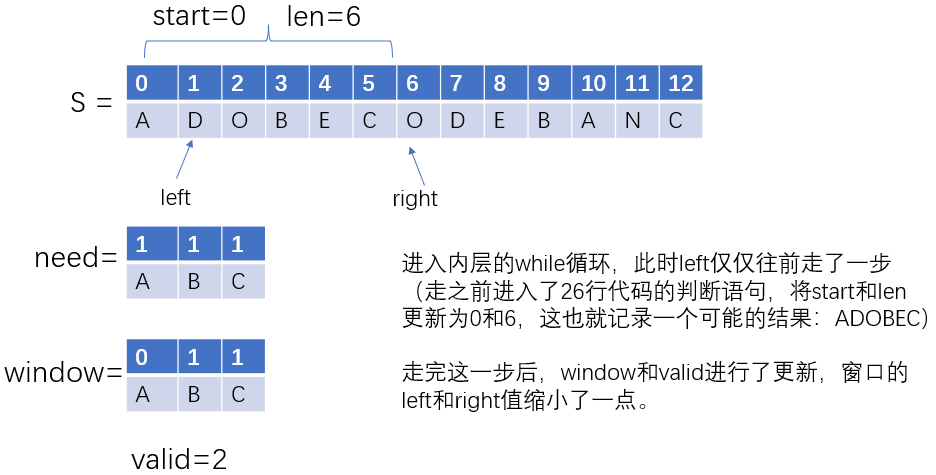 start=0 len=6
S =
0 1 2 3 4 5 6 7 8 9 10 11 12
A D O B E C O D E B A N C
left
right
need=
1 1 1
A B C
进入内层的while循环，此时left仅仅往前走了一步
（走之前进入了26行代码的判断语句，将start和len
更新为0和6，这也就记录一个可能的结果：ADOBEC）
window=
0 1 1
A B C
走完这一步后，window和valid进行了更新，窗口的
left和right值缩小了一点。
valid=2